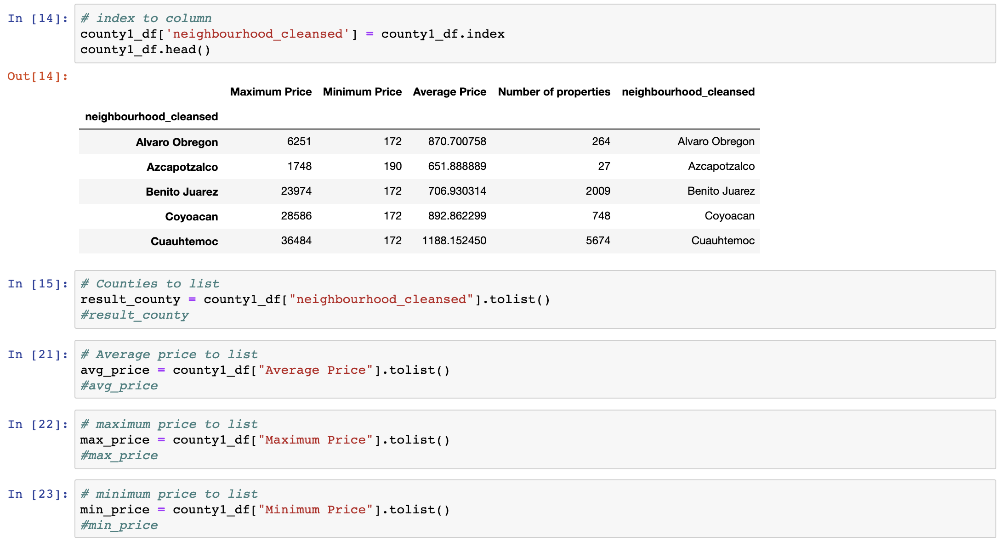 In [14]: # index to column
county1_df['neighbourhood_cleansed'] = county1_df.index
county1_df.head()
Out[14]:
Maximum Price Minimum Price Average Price Number of properties neighbourhood_cleansed
neighbourhood_cleansed
Alvaro Obregon 6251 172 870.700758 264 Alvaro Obregon
Azcapotzalco 1748 190 651.888889 27 Azcapotzalco
Benito Juarez 23974 172 706.930314 2009 Benito Juarez
Coyoacan 28586 172 892.862299 748 Coyoacan
Cuauhtemoc 36484 172 1188.152450 5674 Cuauhtemoc
In [15]: # Counties to list
result_county = county1_df["neighbourhood_cleansed"].tolist()
#result_county
In [21]: # Average price to list
avg_price = county1_df["Average Price"].tolist()
#avg_price
In [22]: # maximum price to list
max_price = county1_df["Maximum Price"].tolist()
#max_price
In [23]: # minimum price to list
min_price = county1_df["Minimum Price"].tolist()
#min_price